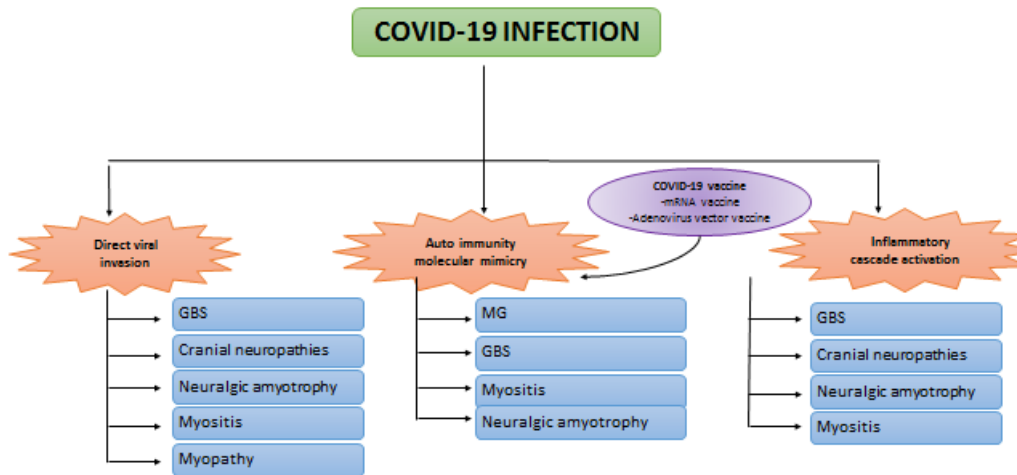 COVID-19 INFECTION
COVID-19 vaccine
-mRNA vaccine
-Adenovirus vector vaccine
Direct viral
invasion
GBS
Cranial neuropathies
Neuralgic amyotrophy
Myositis
Myopathy
Auto immunity
molecular mimicry
MG
GBS
Myositis
Neuralgic amyotrophy
Inflammatory
cascade activation
GBS
Cranial neuropathies
Neuralgic amyotrophy
Myositis